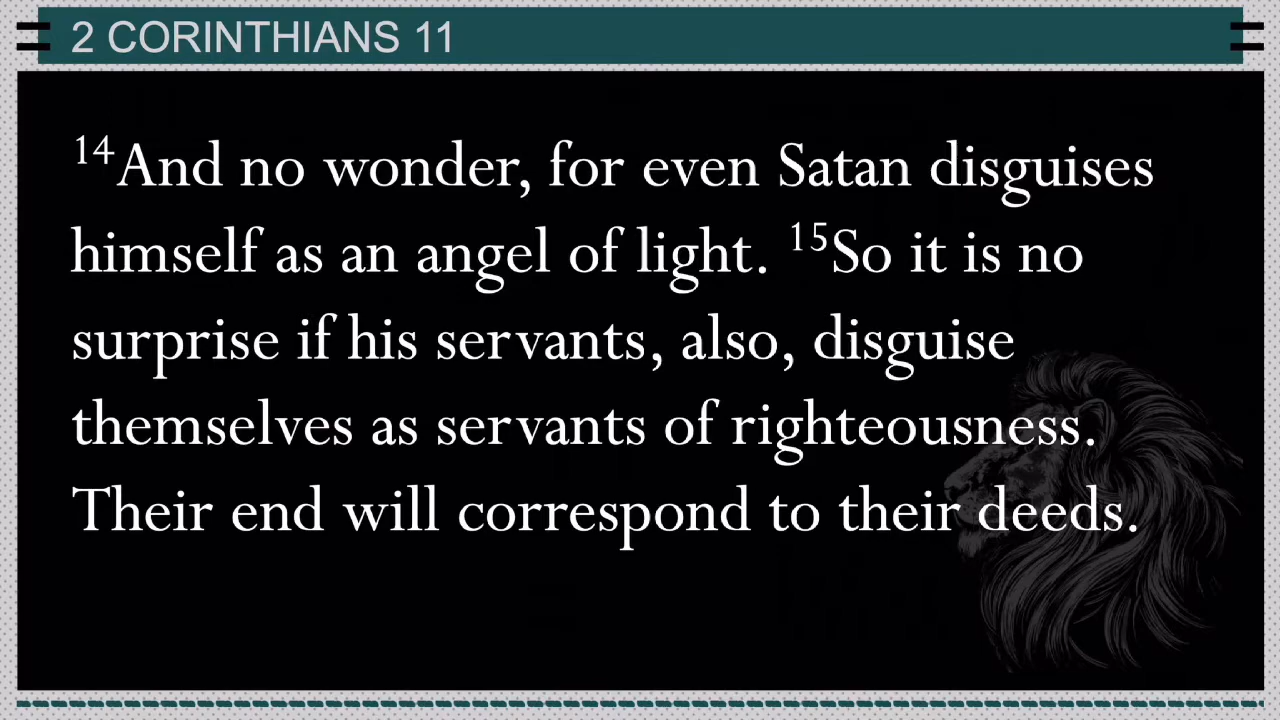 2 CORINTHIANS 11
14And no wonder, for even Satan disguises
himself as an angel of light. 15So it is no
surprise if his servants, also, disguise
themselves as servants of righteousness.
Their end will correspond to their deeds.